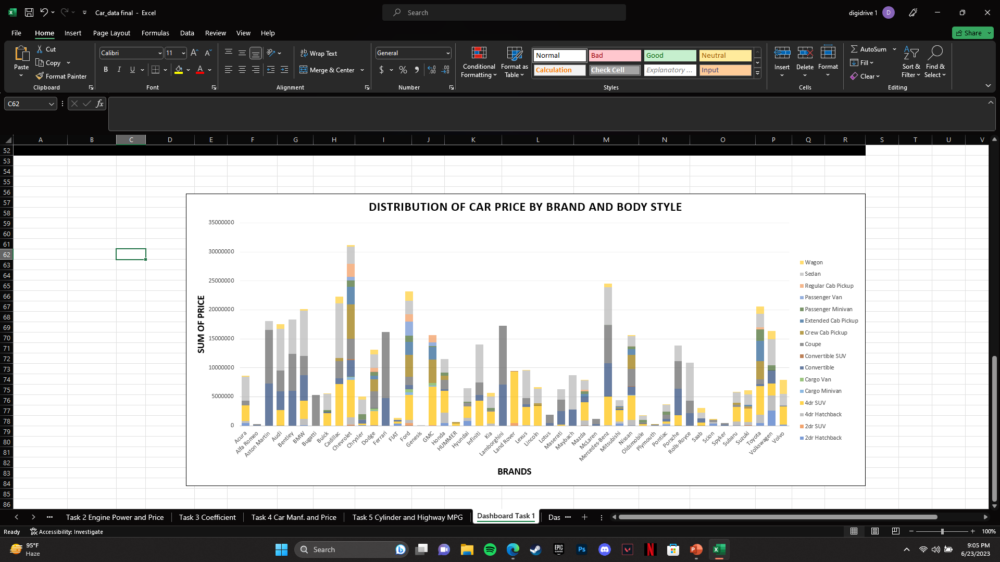 Car_data final - Excel
Search
digidrive 1
D
File Home Insert Page Layout Formulas Data Review View Help
Share
Paste
Cut
Copy
Format Painter
Clipboard
Calibri 11
B I U
Font
Wrap Text
Merge & Center
Alignment
General
Number
Conditional Formatting
Format as Table
Normal Bad Good Neutral
Calculation Check Cell Explanatory ... Input
Styles
Insert Delete Format
Cells
AutoSum
Fill
Clear
Sort & Filter
Find & Select
Editing
C62
fx
A B C D E F G H I J K L M N O P Q R S T U V
52
53
54
55
56
57
58
59
60
61
62
63
64
65
66
67
68
69
70
71
72
73
74
75
76
77
78
79
80
81
82
83
84
85
86
DISTRIBUTION OF CAR PRICE BY BRAND AND BODY STYLE
SUM OF PRICE
35000000
30000000
25000000
20000000
15000000
10000000
5000000
0
Acura
Alfa Romeo
Aston Martin
Audi
Bentley
BMW
Bugatti
Buick
Cadillac
Chevrolet
Chrysler
Dodge
Ferrari
FIAT
Ford
Genesis
GMC
Honda
HUMMER
Hyundai
Infiniti
Kia
Lamborghini
Land Rover
Lexus
Lincoln
Lotus
Maserati
Maybach
Mazda
McLaren
Mercedes-Benz
Mitsubishi
Nissan
Oldsmobile
Plymouth
Pontiac
Porsche
Rolls-Royce
Saab
Scion
Spyker
Subaru
Suzuki
Toyota
Volkswagen
Volvo
BRANDS
Wagon
Sedan
Regular Cab Pickup
Passenger Van
Passenger Minivan
Extended Cab Pickup
Crew Cab Pickup
Coupe
Convertible SUV
Convertible
Cargo Van
Cargo Minivan
4dr SUV
4dr Hatchback
2dr SUV
2dr Hatchback
Task 2 Engine Power and Price Task 3 Coefficient Task 4 Car Manf. and Price Task 5 Cylinder and Highway MPG Dashboard Task 1 Das ...
Ready Accessibility: Investigate
100%
95°F
Haze
Search
EPIC GAMES
Ps
9:05 PM
6/23/2023